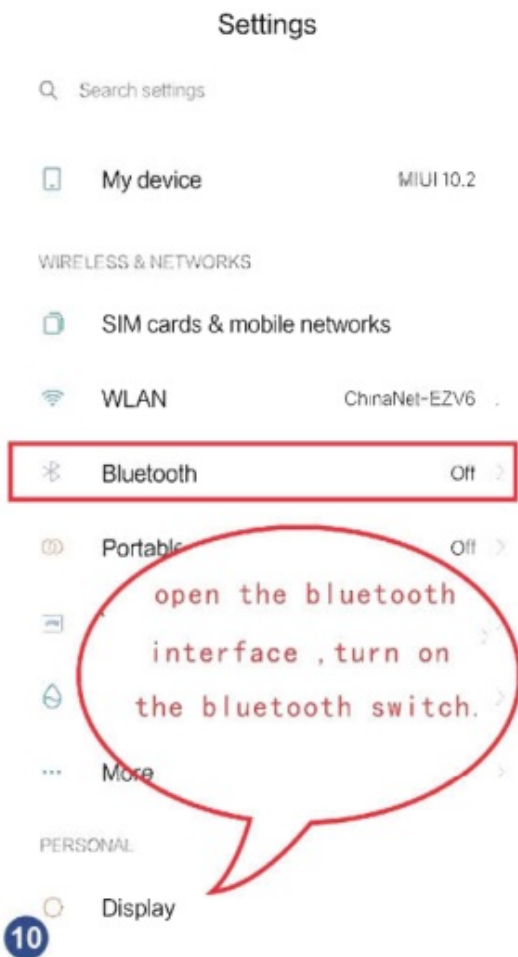 Settings
Search settings
My device MIUI 10.2
WIRELESS & NETWORKS
SIM cards & mobile networks
WLAN ChinaNet-EZV6
Bluetooth Off
Portable Off
open the bluetooth
interface ,turn on
the bluetooth switch.
More
PERSONAL
Display
10